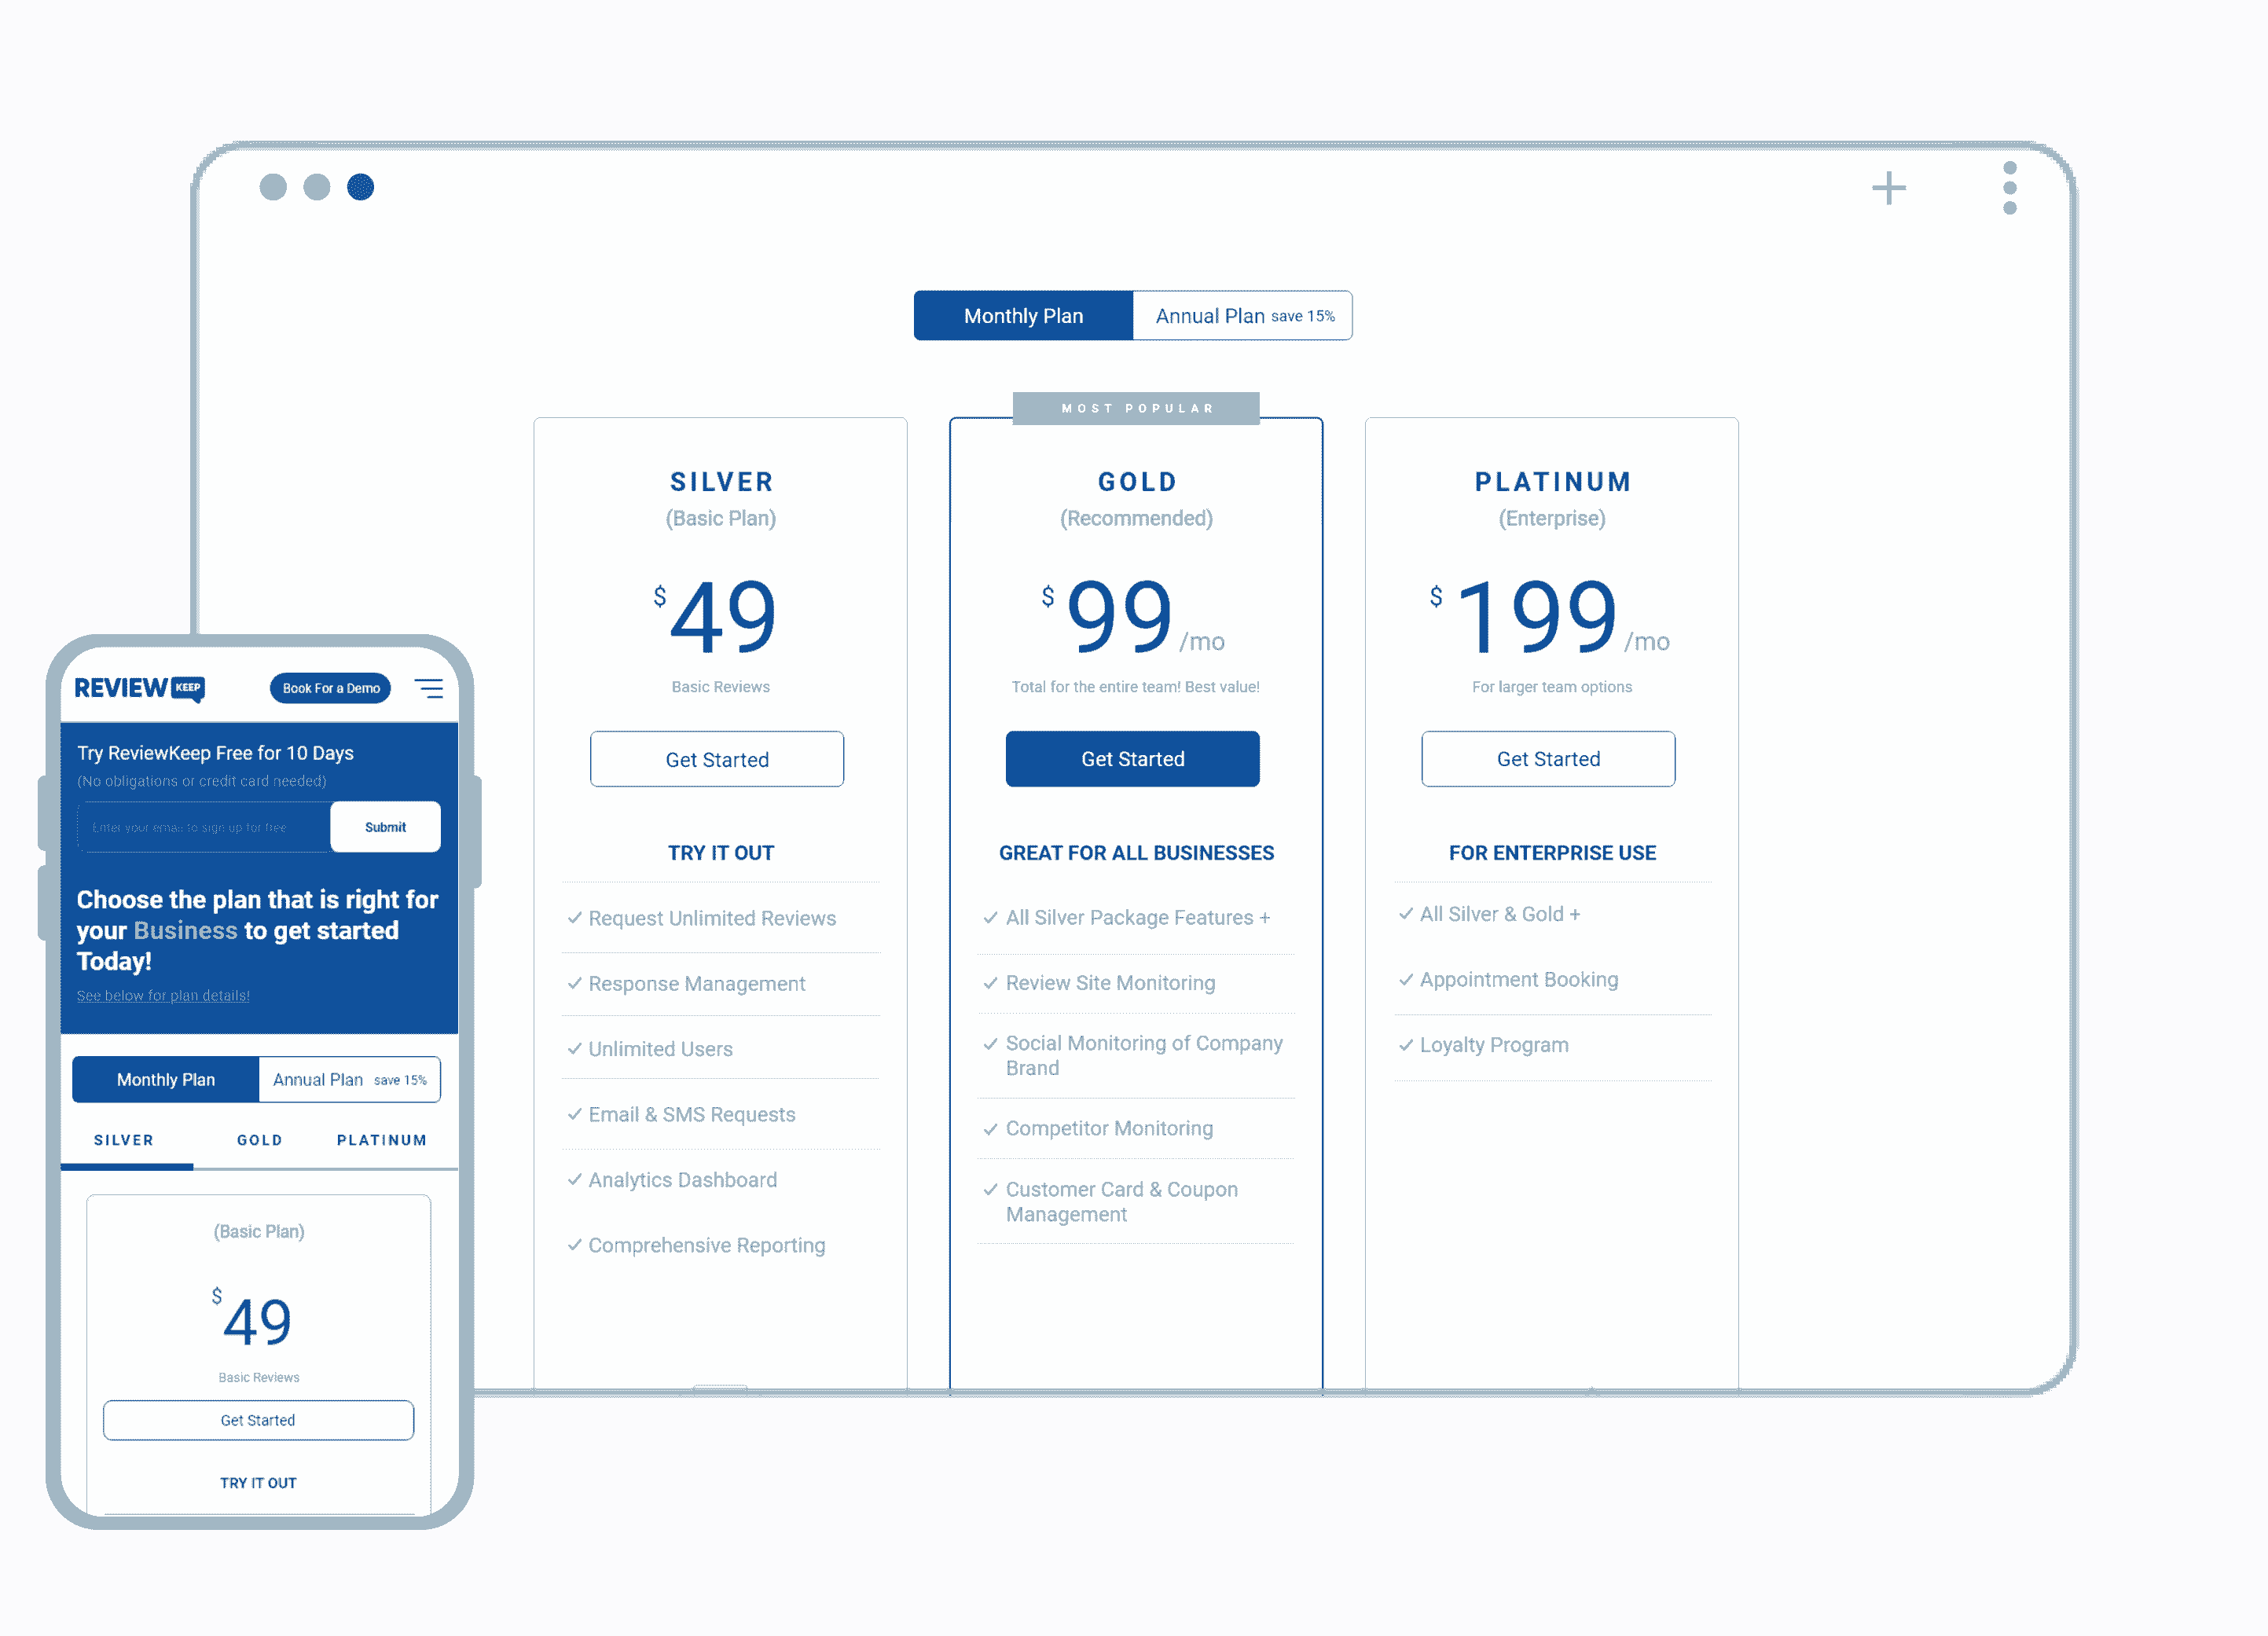 Monthly Plan
Annual Plan save 15%
SILVER
(Basic Plan)
$49
Basic Reviews
Get Started
TRY IT OUT
Request Unlimited Reviews
Response Management
Unlimited Users
Email & SMS Requests
Analytics Dashboard
Comprehensive Reporting
MOST POPULAR
GOLD
(Recommended)
$99/mo
Total for the entire team! Best value!
Get Started
GREAT FOR ALL BUSINESSES
All Silver Package Features +
Review Site Monitoring
Social Monitoring of Company
Brand
Competitor Monitoring
Customer Card & Coupon
Management
PLATINUM
(Enterprise)
$199/mo
For larger team options
Get Started
FOR ENTERPRISE USE
All Silver & Gold +
Appointment Booking
Loyalty Program
REVIEW KEEP
Book For a Demo
Try ReviewKeep Free for 10 Days
(No obligations or credit card needed)
Enter your email to sign up for free
Submit
Choose the plan that is right for
your Business to get started
Today!
See below for plan details!
Monthly Plan
Annual Plan save 15%
SILVER GOLD PLATINUM
(Basic Plan)
$49
Basic Reviews
Get Started
TRY IT OUT